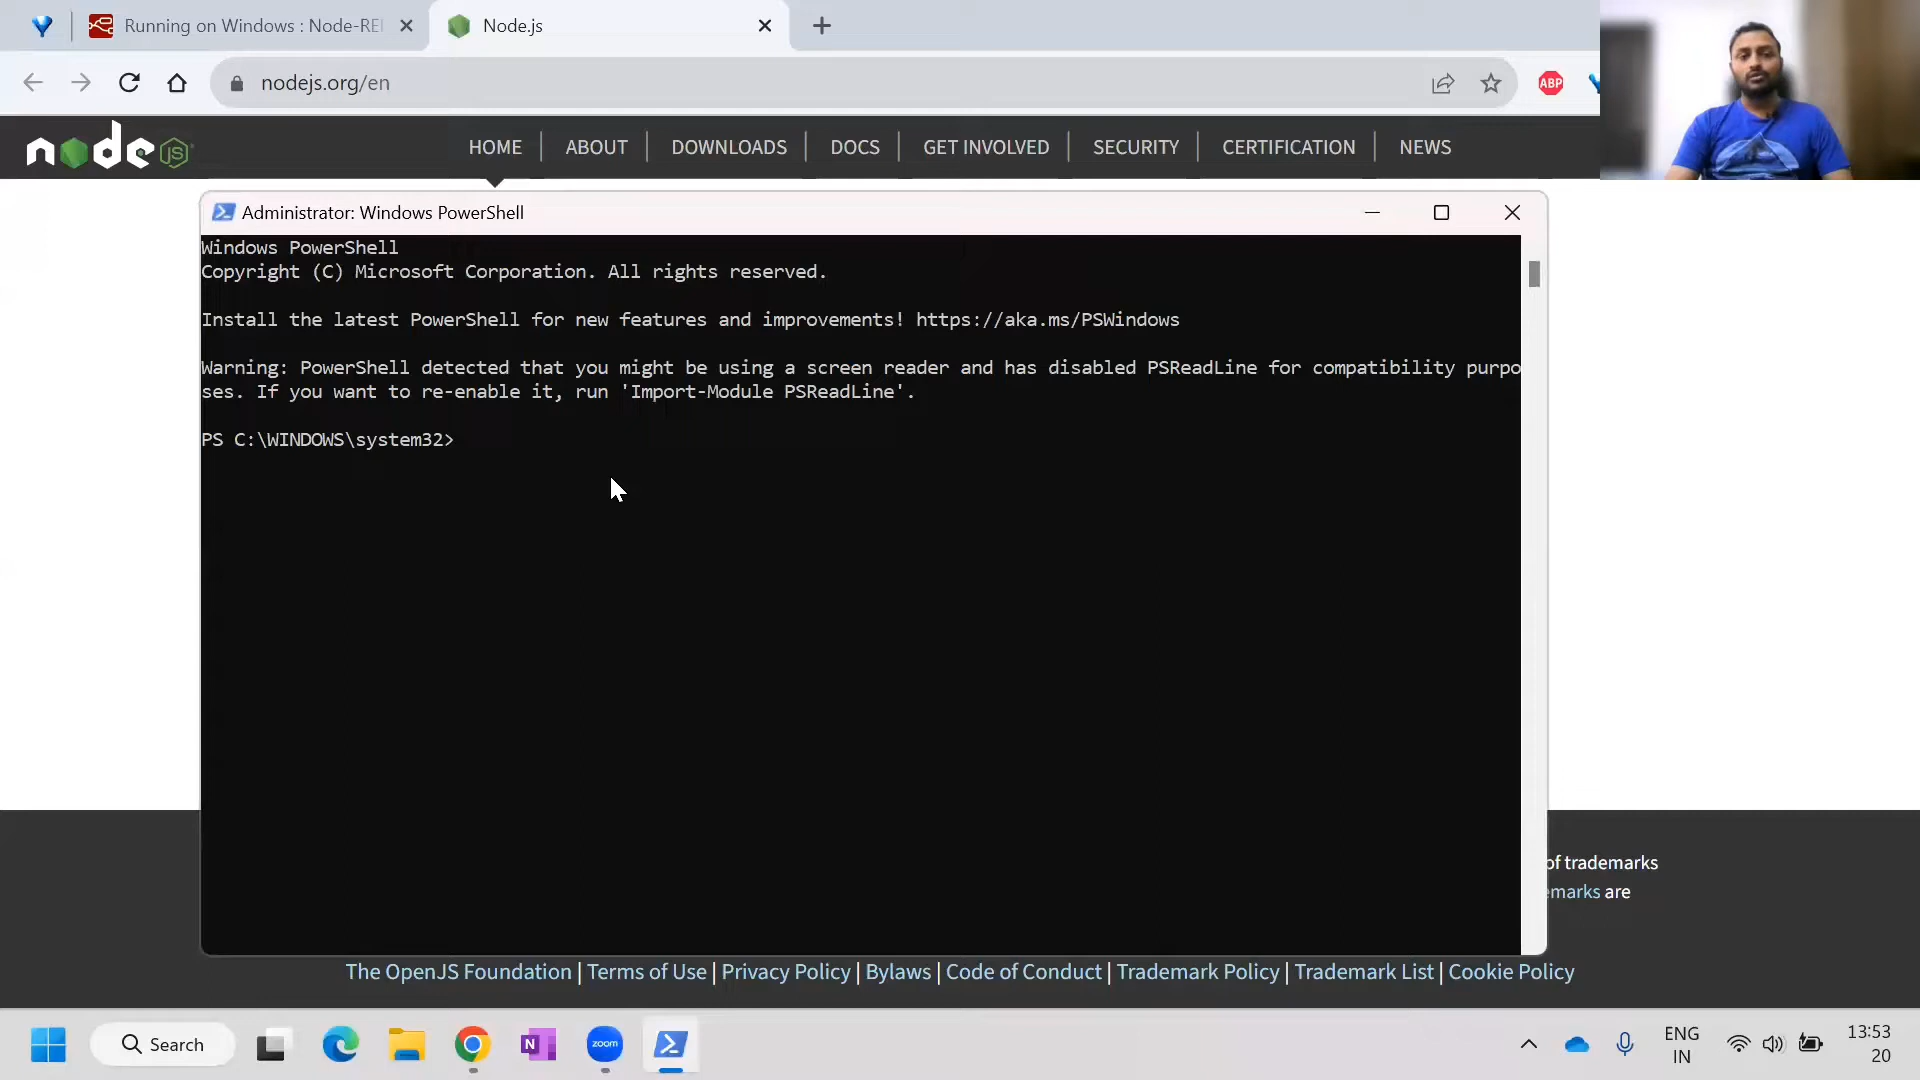 Running on Windows : Node-RE
Node.js
nodejs.org/en
ABP
node JS
HOME
ABOUT
DOWNLOADS
DOCS
GET INVOLVED
SECURITY
CERTIFICATION
NEWS
Administrator: Windows PowerShell
Windows PowerShell
Copyright (C) Microsoft Corporation. All rights reserved.
Install the latest PowerShell for new features and improvements! https://aka.ms/PSWindows
Warning: PowerShell detected that you might be using a screen reader and has disabled PSReadLine for compatibility purpo
ses. If you want to re-enable it, run 'Import-Module PSReadLine'.
PS C:\WINDOWS\system32>
of trademarks
emarks are
The OpenJS Foundation | Terms of Use | Privacy Policy | Bylaws | Code of Conduct | Trademark Policy | Trademark List | Cookie Policy
Search
N
zoom
ENG
IN
13:53
20